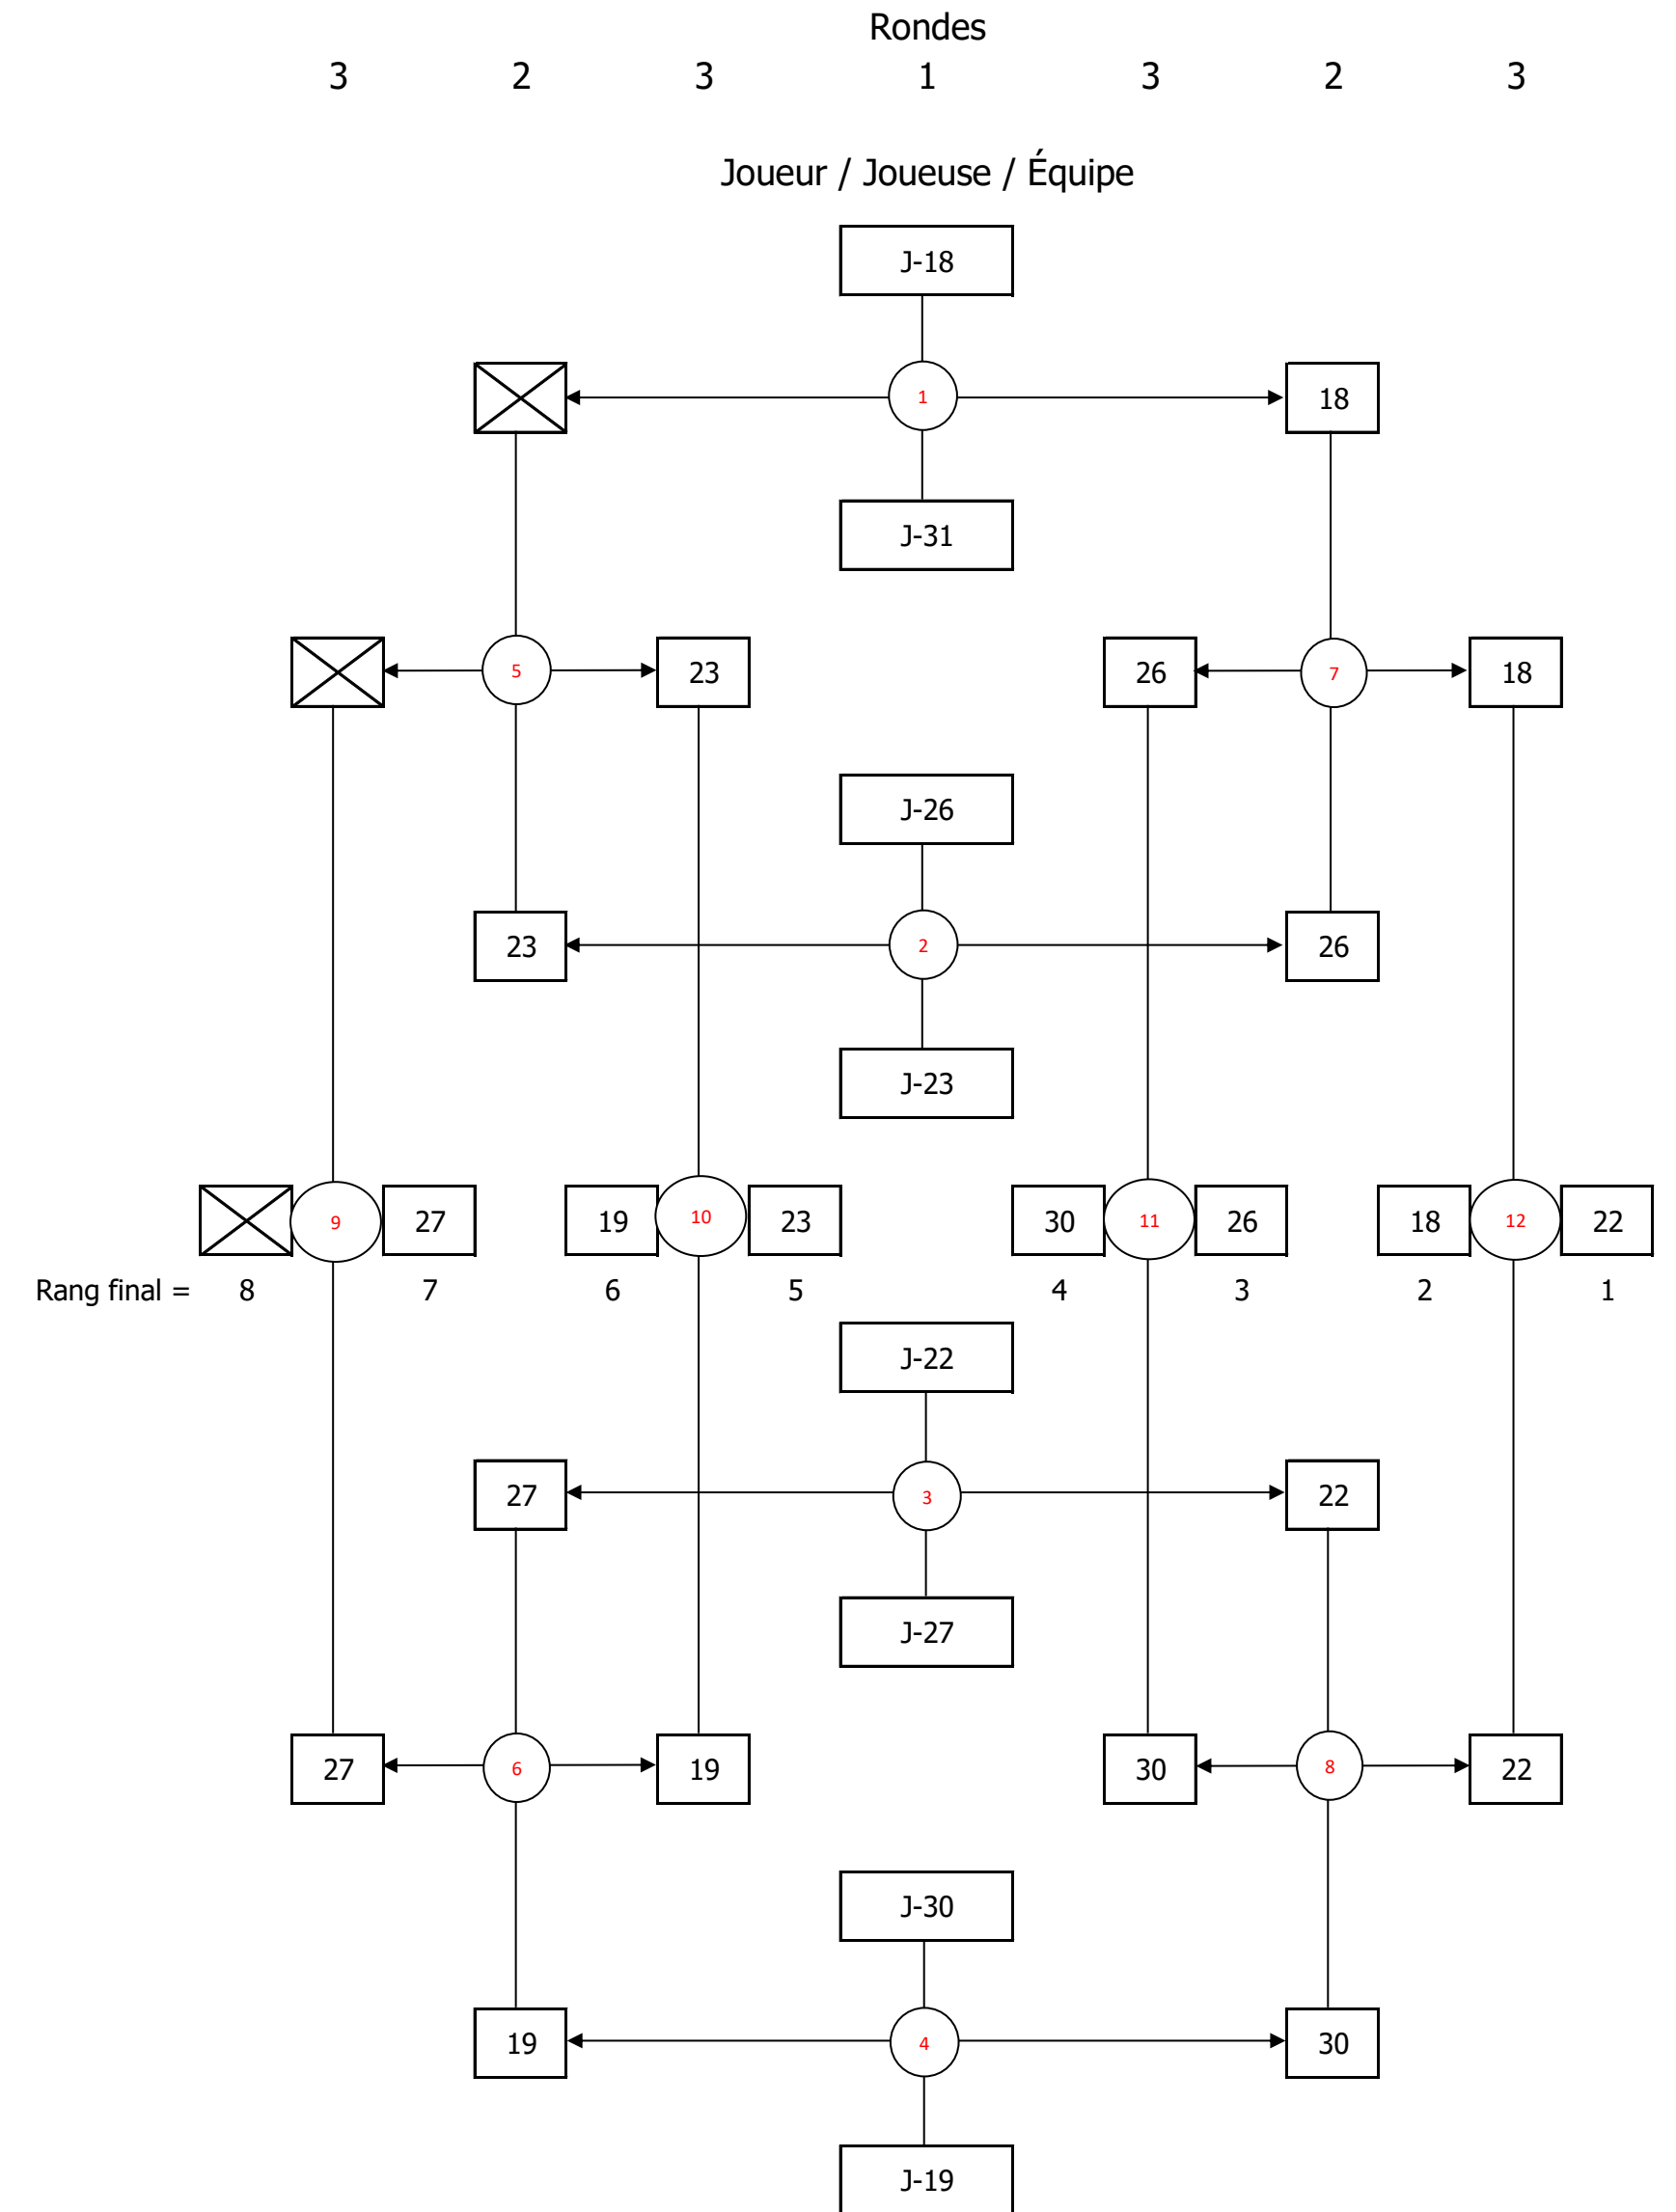 Rondes
3 2 3 1 3 2 3
Joueur / Joueuse / Équipe
J-18
1 18
J-31
5 23 26 7 18
J-26
23 2 26
J-23
9 27 19 10 23 30 11 26 18 12 22
Rang final = 8 7 6 5 4 3 2 1
J-22
27 3 22
J-27
27 6 19 30 8 22
J-30
19 4 30
J-19